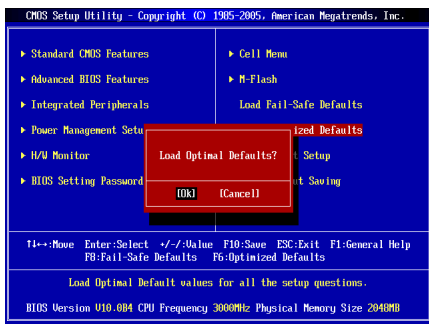 CMOS Setup Utility - Copyright (C) 1985-2005, American Megatrends, Inc.
▶ Standard CMOS Features
▶ Cell Menu
▶ Advanced BIOS Features
▶ M-Flash
▶ Integrated Peripherals
Load Fail-Safe Defaults
▶ Power Management Setu
ized Defaults
▶ H/W Monitor
Load Optimal Defaults?
t Setup
▶ BIOS Setting Password
ut Saving
[Ok] [Cancel]
↑↓↔:Move Enter:Select +/-/:Value F10:Save ESC:Exit F1:General Help
F8:Fail-Safe Defaults F6:Optimized Defaults
Load Optimal Default values for all the setup questions.
BIOS Version V10.0B4 CPU Frequency 3000MHz Physical Memory Size 2048MB